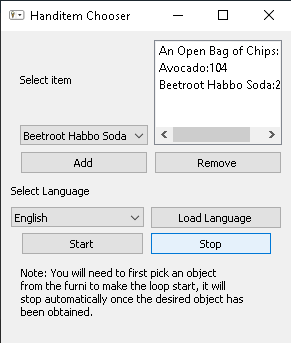 Handitem Chooser
Select item
An Open Bag of Chips:
Avocado:104
Beetroot Habbo Soda:2
Beetroot Habbo Soda
Add
Remove
Select Language
English
Load Language
Start
Stop
Note: You will need to first pick an object
from the furni to make the loop start, it will
stop automatically once the desired object has
been obtained.